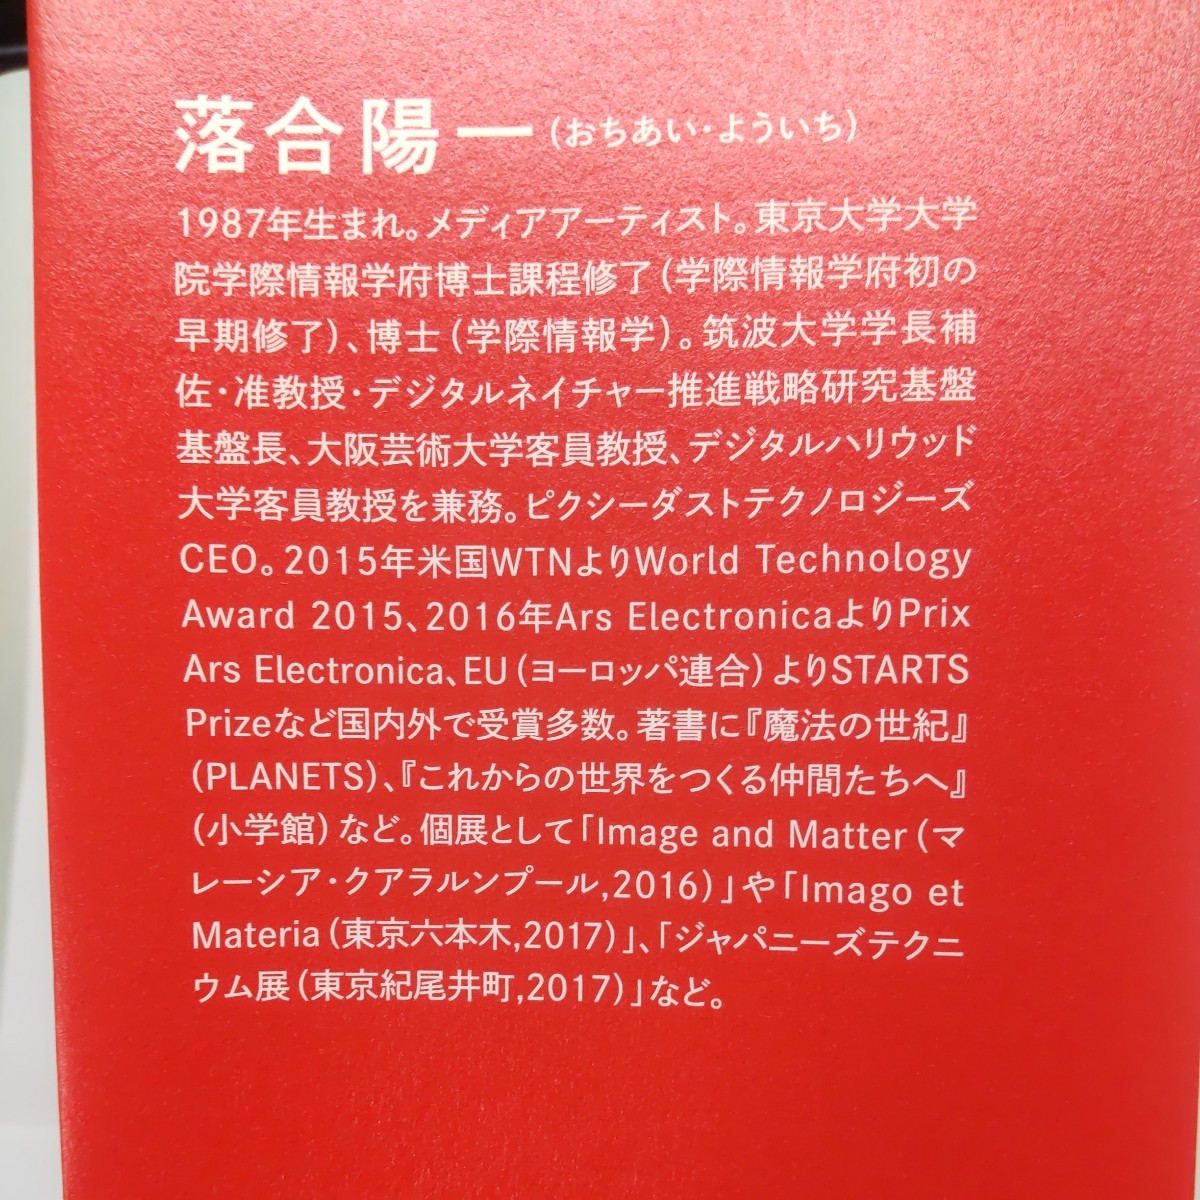 落合陽一(おちあい・よういち)
1987年生まれ。メディアアーティスト。東京大学大学
院学際情報学府博士課程修了(学際情報学府初の
早期修了)、博士(学際情報学)。筑波大学学長補
佐・准教授・デジタルネイチャー推進戦略研究基盤
基盤長、大阪芸術大学客員教授、デジタルハリウッド
大学客員教授を兼務。ピクシーダストテクノロジーズ
CEO。2015年米国WTNよりWorld Technology
Award 2015、2016年Ars ElectronicaよりPrix
Ars Electronica、EU(ヨーロッパ連合)よりSTARTS
Prizeなど国内外で受賞多数。著書に『魔法の世紀』
(PLANETS)、『これからの世界をつくる仲間たちへ』
(小学館)など。個展として「Image and Matter(マ
レーシア・クアラルンプール,2016)」や「Imago et
Materia(東京六本木,2017)」、「ジャパニーズテクニ
ウム展(東京紀尾井町,2017)」など。